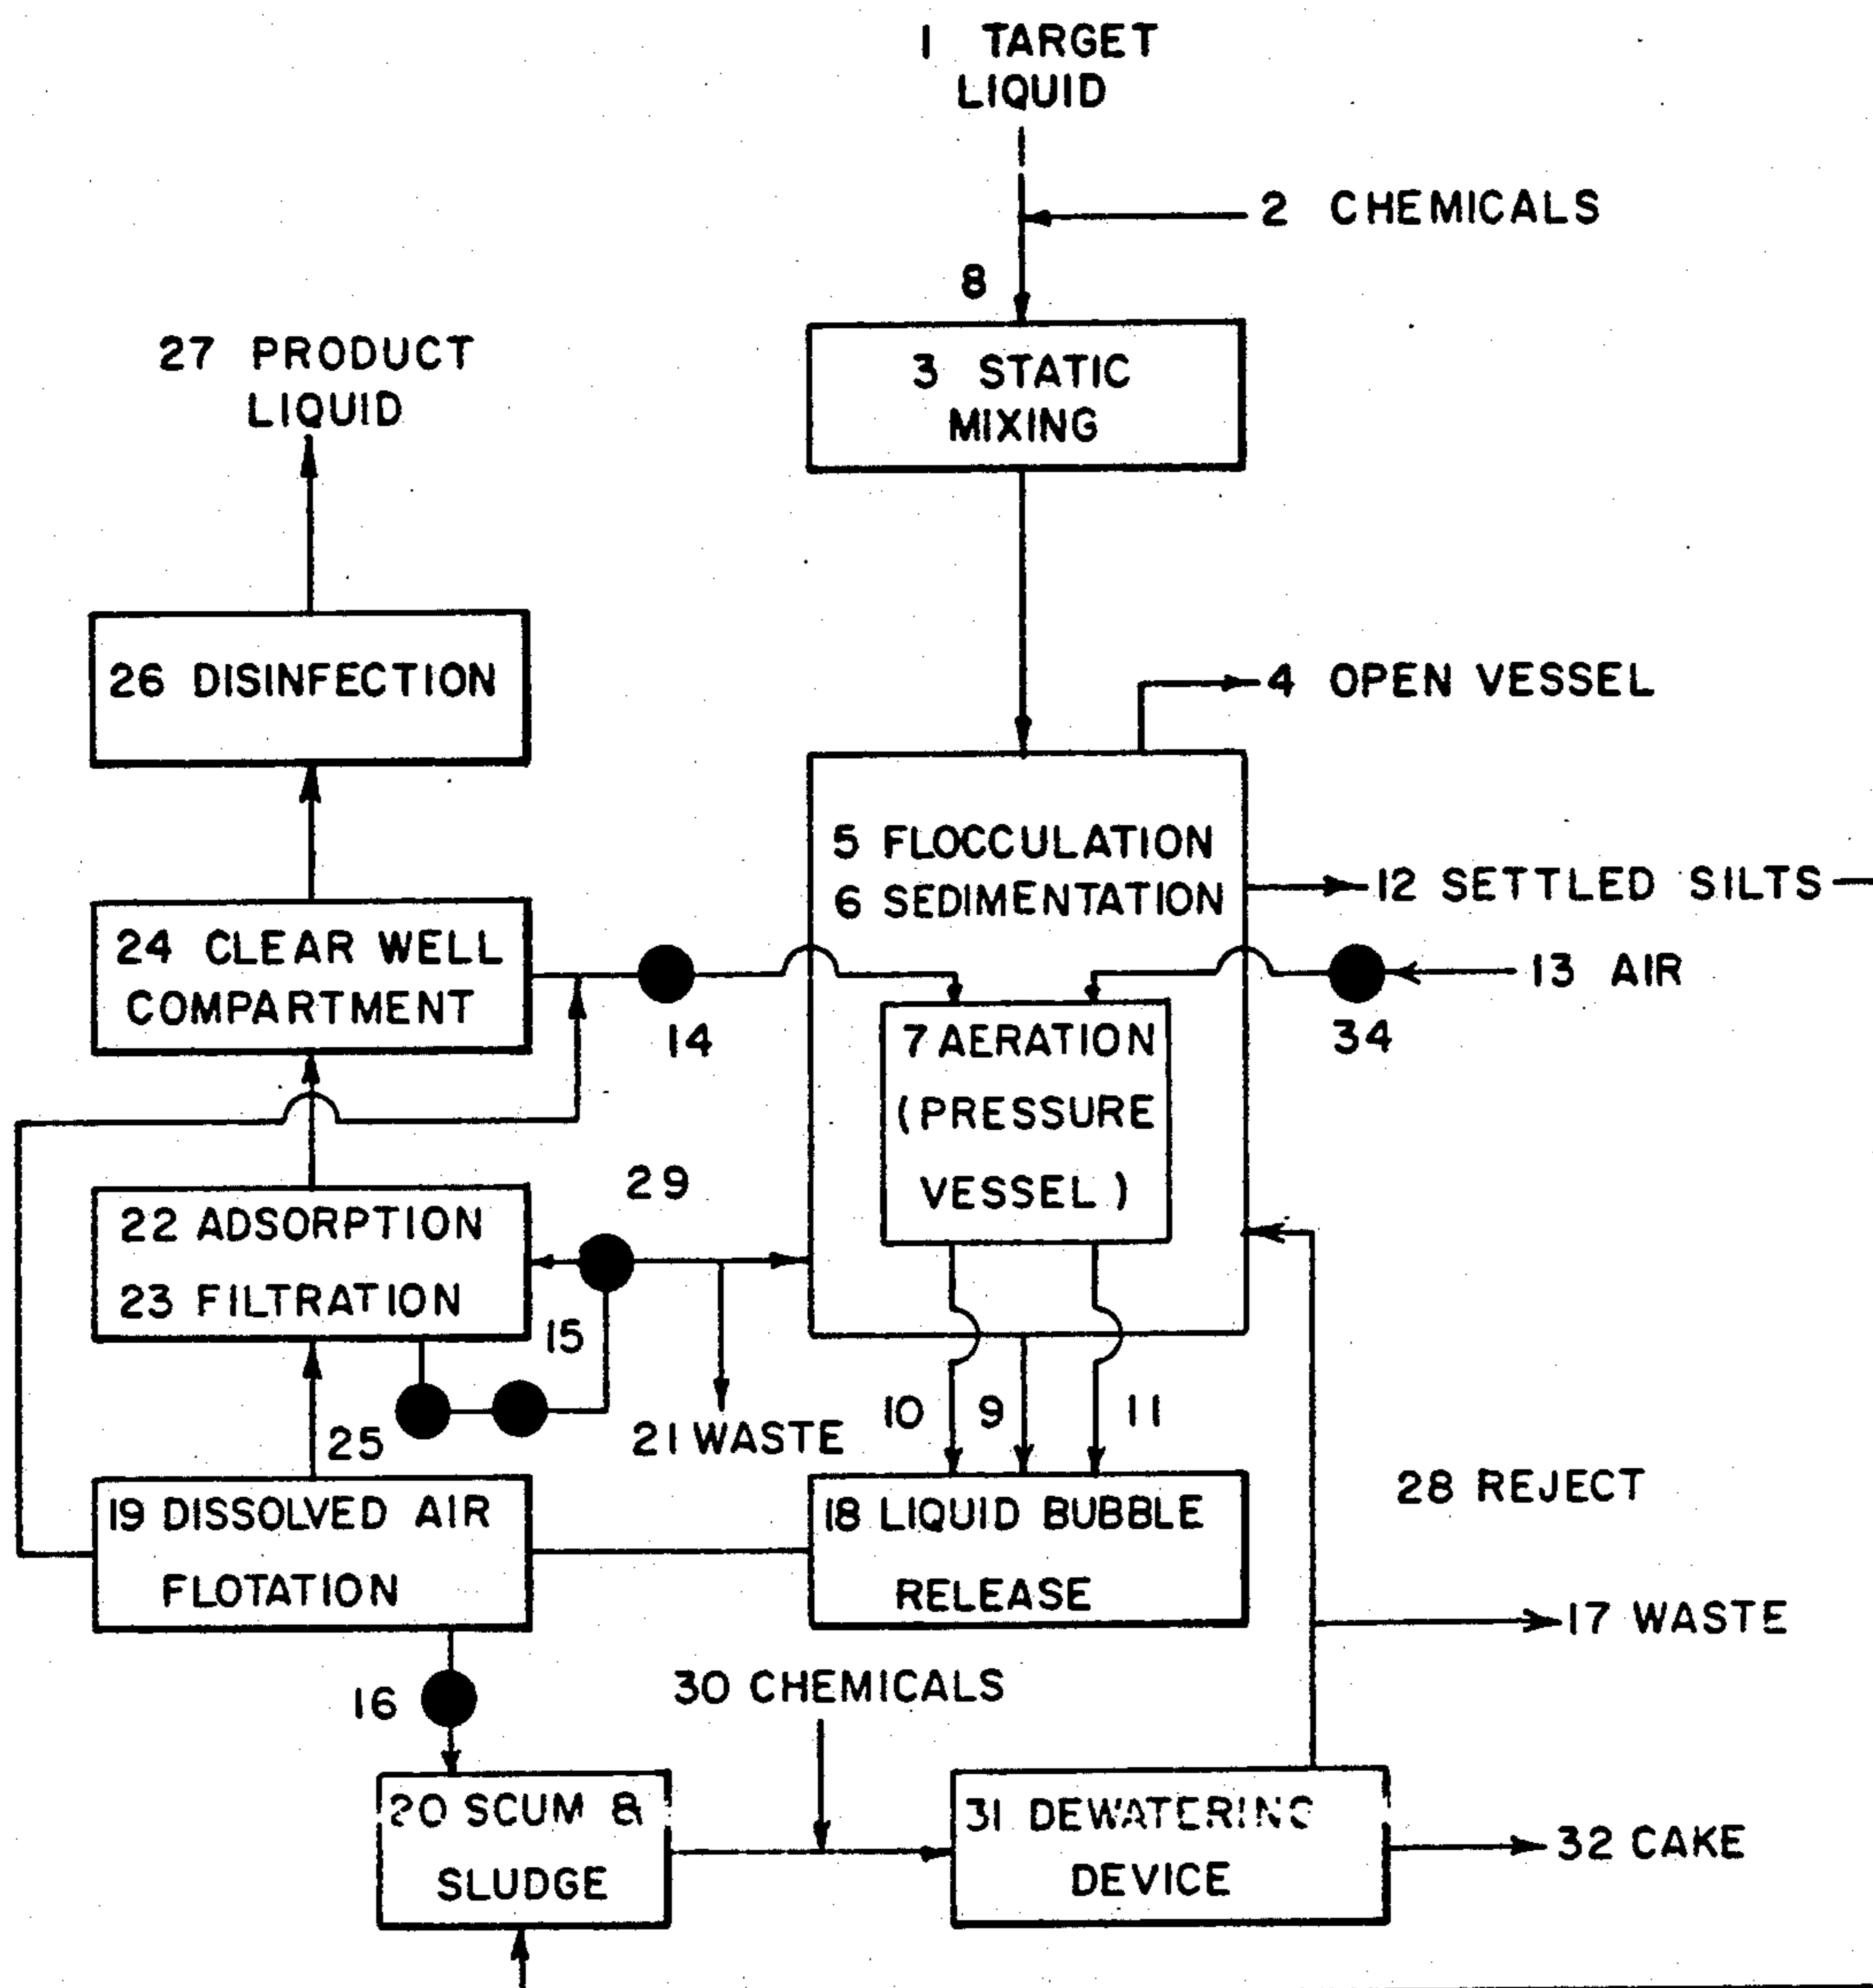 1 TARGET
LIQUID
2 CHEMICALS
8
3 STATIC
MIXING
27 PRODUCT
LIQUID
26 DISINFECTION
4 OPEN VESSEL
5 FLOCCULATION
6 SEDIMENTATION
12 SETTLED SILTS
24 CLEAR WELL
COMPARTMENT
14
13 AIR
34
7 AERATION
(PRESSURE
VESSEL)
29
22 ADSORPTION
23 FILTRATION
15
25
21 WASTE
10
9
11
19 DISSOLVED AIR
FLOTATION
18 LIQUID BUBBLE
RELEASE
28 REJECT
17 WASTE
16
30 CHEMICALS
20 SCUM &
SLUDGE
31 DEWATERING
DEVICE
32 CAKE